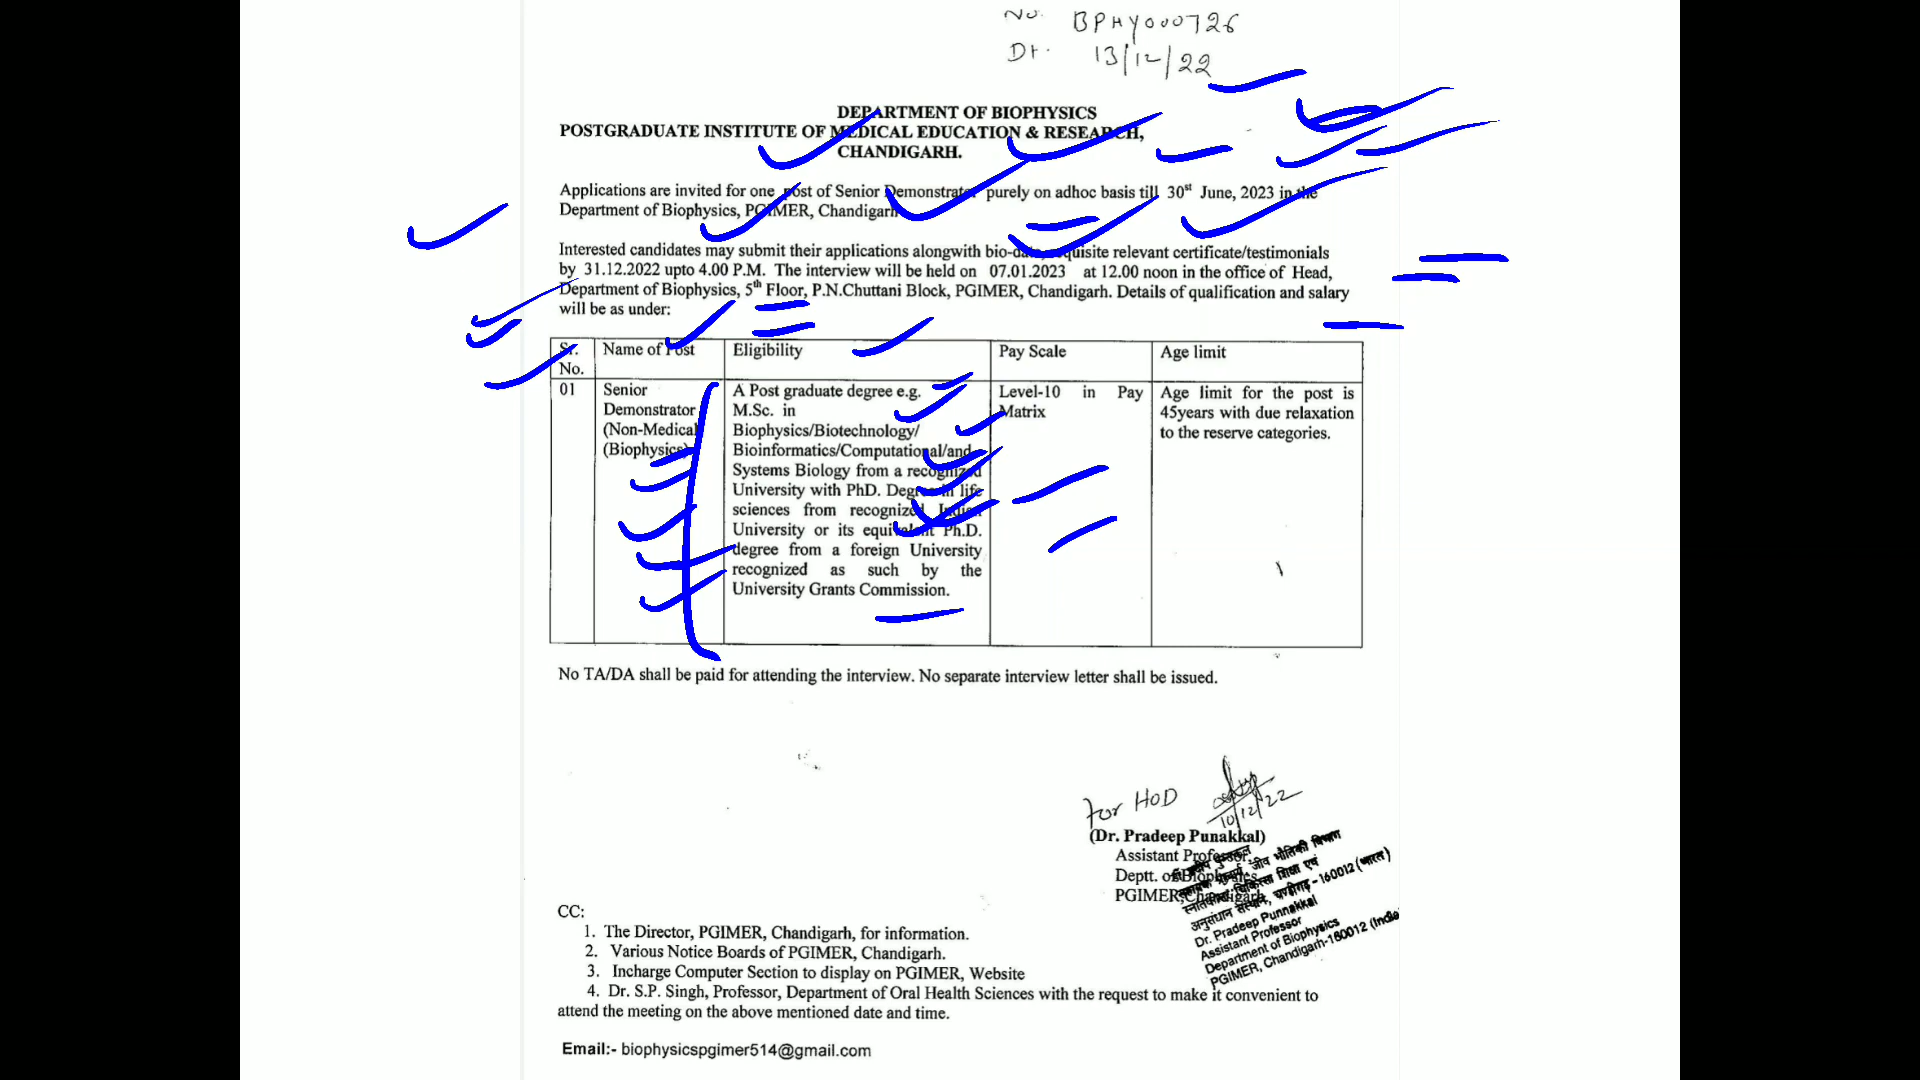 No. BPHY000726
Dt. 13/12/22
DEPARTMENT OF BIOPHYSICS
POSTGRADUATE INSTITUTE OF MEDICAL EDUCATION & RESEARCH,
CHANDIGARH.
Applications are invited for one post of Senior Demonstrator purely on adhoc basis till 30st June, 2023 in the
Department of Biophysics, PGIMER, Chandigarh
Interested candidates may submit their applications alongwith bio-data, requisite relevant certificate/testimonials
by 31.12.2022 upto 4.00 P.M. The interview will be held on 07.01.2023 at 12.00 noon in the office of Head,
Department of Biophysics, 5th Floor, P.N.Chuttani Block, PGIMER, Chandigarh. Details of qualification and salary
will be as under:
Sr. No. Name of Post Eligibility Pay Scale Age limit
01
Senior
Demonstrator
(Non-Medical
(Biophysics)
A Post graduate degree e.g.
M.Sc. in
Biophysics/Biotechnology/
Bioinformatics/Computational/and
Systems Biology from a recognized
University with PhD. Degree in life
sciences from recognized Indian
University or its equivalent Ph.D.
degree from a foreign University
recognized as such by the
University Grants Commission.
Level-10 in Pay
Matrix
Age limit for the post is
45years with due relaxation
to the reserve categories.
No TA/DA shall be paid for attending the interview. No separate interview letter shall be issued.
For HOD
10/12/22
(Dr. Pradeep Punakkal)
Assistant Professor,
Deptt. of Biophysics
PGIMER, Chandigarh
जीव भौतिकी विभाग
चिकित्सा शिक्षा एवं
अनुसंधान संस्थान, चण्डीगढ़-160012 (भारत)
Dr. Pradeep Punnakkal
Assistant Professor
Department of Biophysics
PGIMER, Chandigarh-160012 (India
CC:
1. The Director, PGIMER, Chandigarh, for information.
2. Various Notice Boards of PGIMER, Chandigarh.
3. Incharge Computer Section to display on PGIMER, Website
4. Dr. S.P. Singh, Professor, Department of Oral Health Sciences with the request to make it convenient to
attend the meeting on the above mentioned date and time.
Email:- biophysicspgimer514@gmail.com